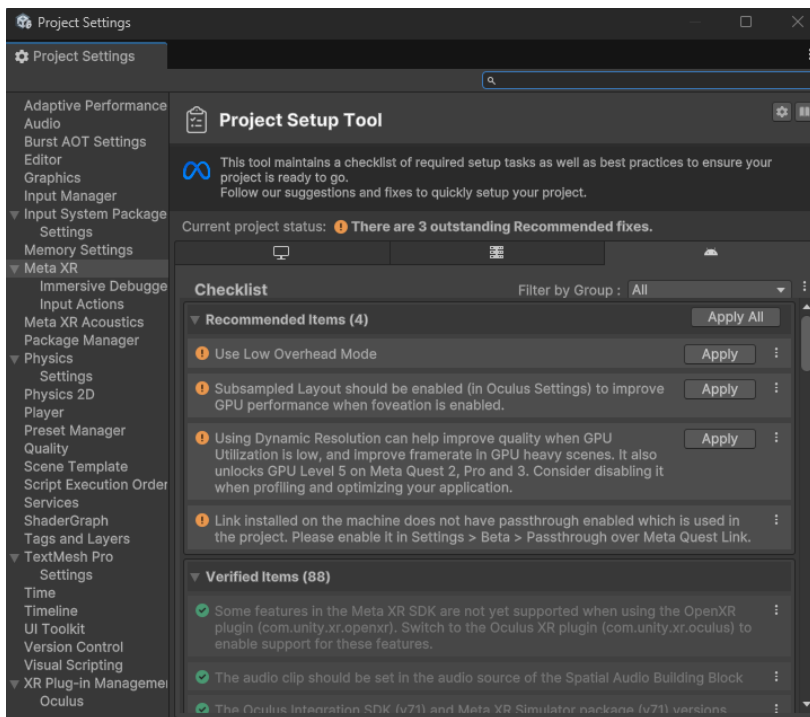 Project Settings
Project Settings
Adaptive Performance
Audio
Burst AOT Settings
Editor
Graphics
Input Manager
Input System Package
Settings
Memory Settings
Meta XR
Immersive Debugge
Input Actions
Meta XR Acoustics
Package Manager
Physics
Settings
Physics 2D
Player
Preset Manager
Quality
Scene Template
Script Execution Order
Services
ShaderGraph
Tags and Layers
TextMesh Pro
Settings
Time
Timeline
UI Toolkit
Version Control
Visual Scripting
XR Plug-in Managemen
Oculus
Project Setup Tool
This tool maintains a checklist of required setup tasks as well as best practices to ensure your
project is ready to go.
Follow our suggestions and fixes to quickly setup your project.
Current project status: There are 3 outstanding Recommended fixes.
Checklist
Filter by Group : All
Recommended Items (4)
Apply All
Use Low Overhead Mode
Apply
Subsampled Layout should be enabled (in Oculus Settings) to improve
GPU performance when foveation is enabled.
Apply
Using Dynamic Resolution can help improve quality when GPU
Utilization is low, and improve framerate in GPU heavy scenes. It also
unlocks GPU Level 5 on Meta Quest 2, Pro and 3. Consider disabling it
when profiling and optimizing your application.
Apply
Link installed on the machine does not have passthrough enabled which is used in
the project. Please enable it in Settings > Beta > Passthrough over Meta Quest Link.
Verified Items (88)
Some features in the Meta XR SDK are not yet supported when using the OpenXR
plugin (com.unity.xr.openxr). Switch to the Oculus XR plugin (com.unity.xr.oculus) to
enable support for these features.
The audio clip should be set in the audio source of the Spatial Audio Building Block
The Oculus Integration SDK (v71) and Meta XR Simulator package (v71) versions